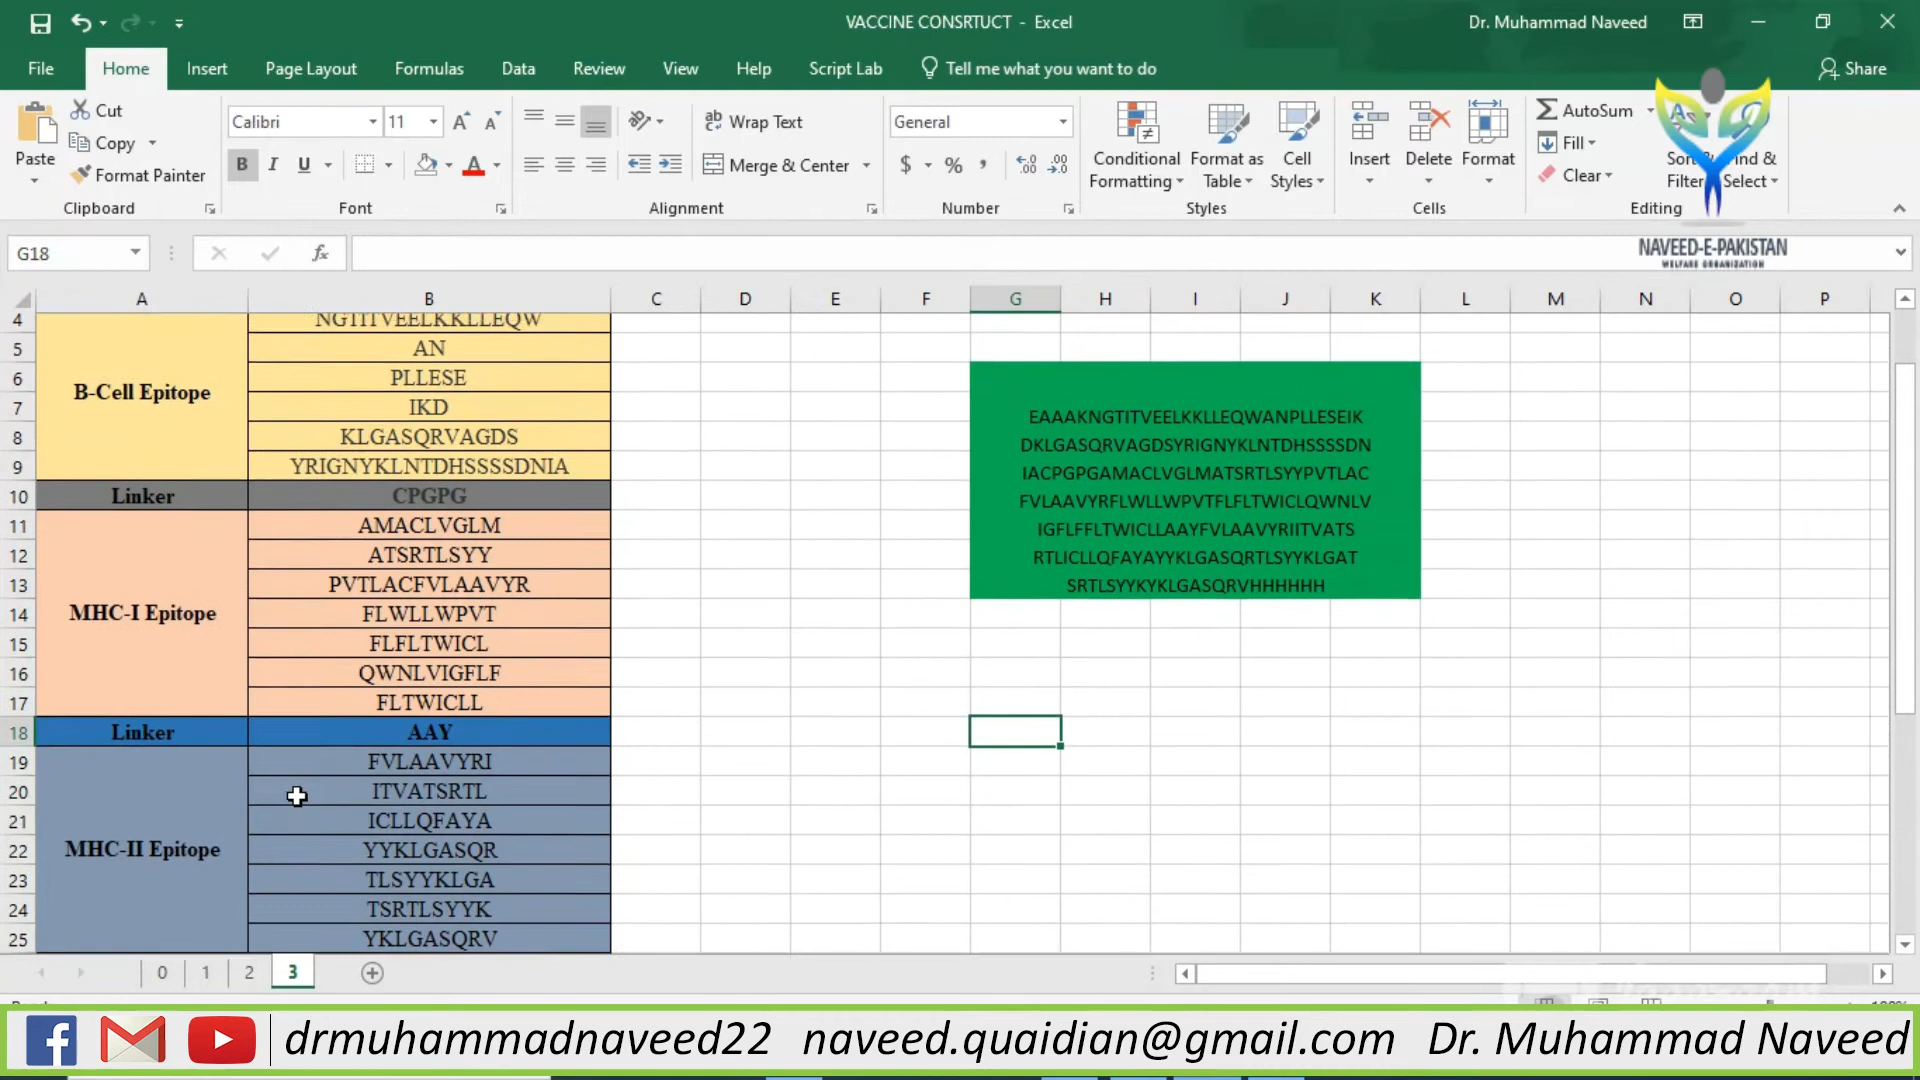 VACCINE CONSRTUCT - Excel
Dr. Muhammad Naveed
File Home Insert Page Layout Formulas Data Review View Help Script Lab Tell me what you want to do Share
Paste
Cut
Copy
Format Painter
Clipboard
Calibri 11
B I U
Font
Wrap Text
Merge & Center
Alignment
General
$ % ,
Number
Conditional Formatting
Format as Table
Cell Styles
Styles
Insert Delete Format
Cells
AutoSum
Fill
Clear
Sort & Filter
Find & Select
Editing
G18
fx
NAVEED-E-PAKISTAN
WELFARE ORGANIZATION
A B C D E F G H I J K L M N O P
4 NGTITVEELKKLLEQW
5 AN
6 PLLESE
B-Cell Epitope
7 IKD
8 KLGASQRVAGDS
9 YRIGNYKLNTDHSSSSDNIA
10 Linker CPGPG
11 AMACLVGLM
12 ATSRTLSYY
13 PVTLACFVLAAVYR
14 MHC-I Epitope FLWLLWPVT
15 FLFLTWICL
16 QWNLVIGFLF
17 FLTWICLL
18 Linker AAY
19 FVLAAVYRI
20 ITVATSRTL
21 ICLLQFAYA
22 MHC-II Epitope YYKLGASQR
23 TLSYYKLGA
24 TSRTLSYYK
25 YKLGASQRV
EAAAKNGTITVEELKKLLEQWANPLLESEIK
DKLGASQRVAGDSYRIGNYKLNTDHSSSSDN
IACPGPGAMACLVGLMATSRTLSYYPVTLAC
FVLAAVYRFLWLLWPVTFLFLTWICLQWNLV
IGFLFFLTWICLLAAYFVLAAVYRIITVATS
RTLICLLQFAYAYYKLGASQRTLSYYKLGAT
SRTLSYYKYKLGASQRVHHHHHH
0 1 2 3
drmuhammadnaveed22 naveed.quaidian@gmail.com Dr. Muhammad Naveed